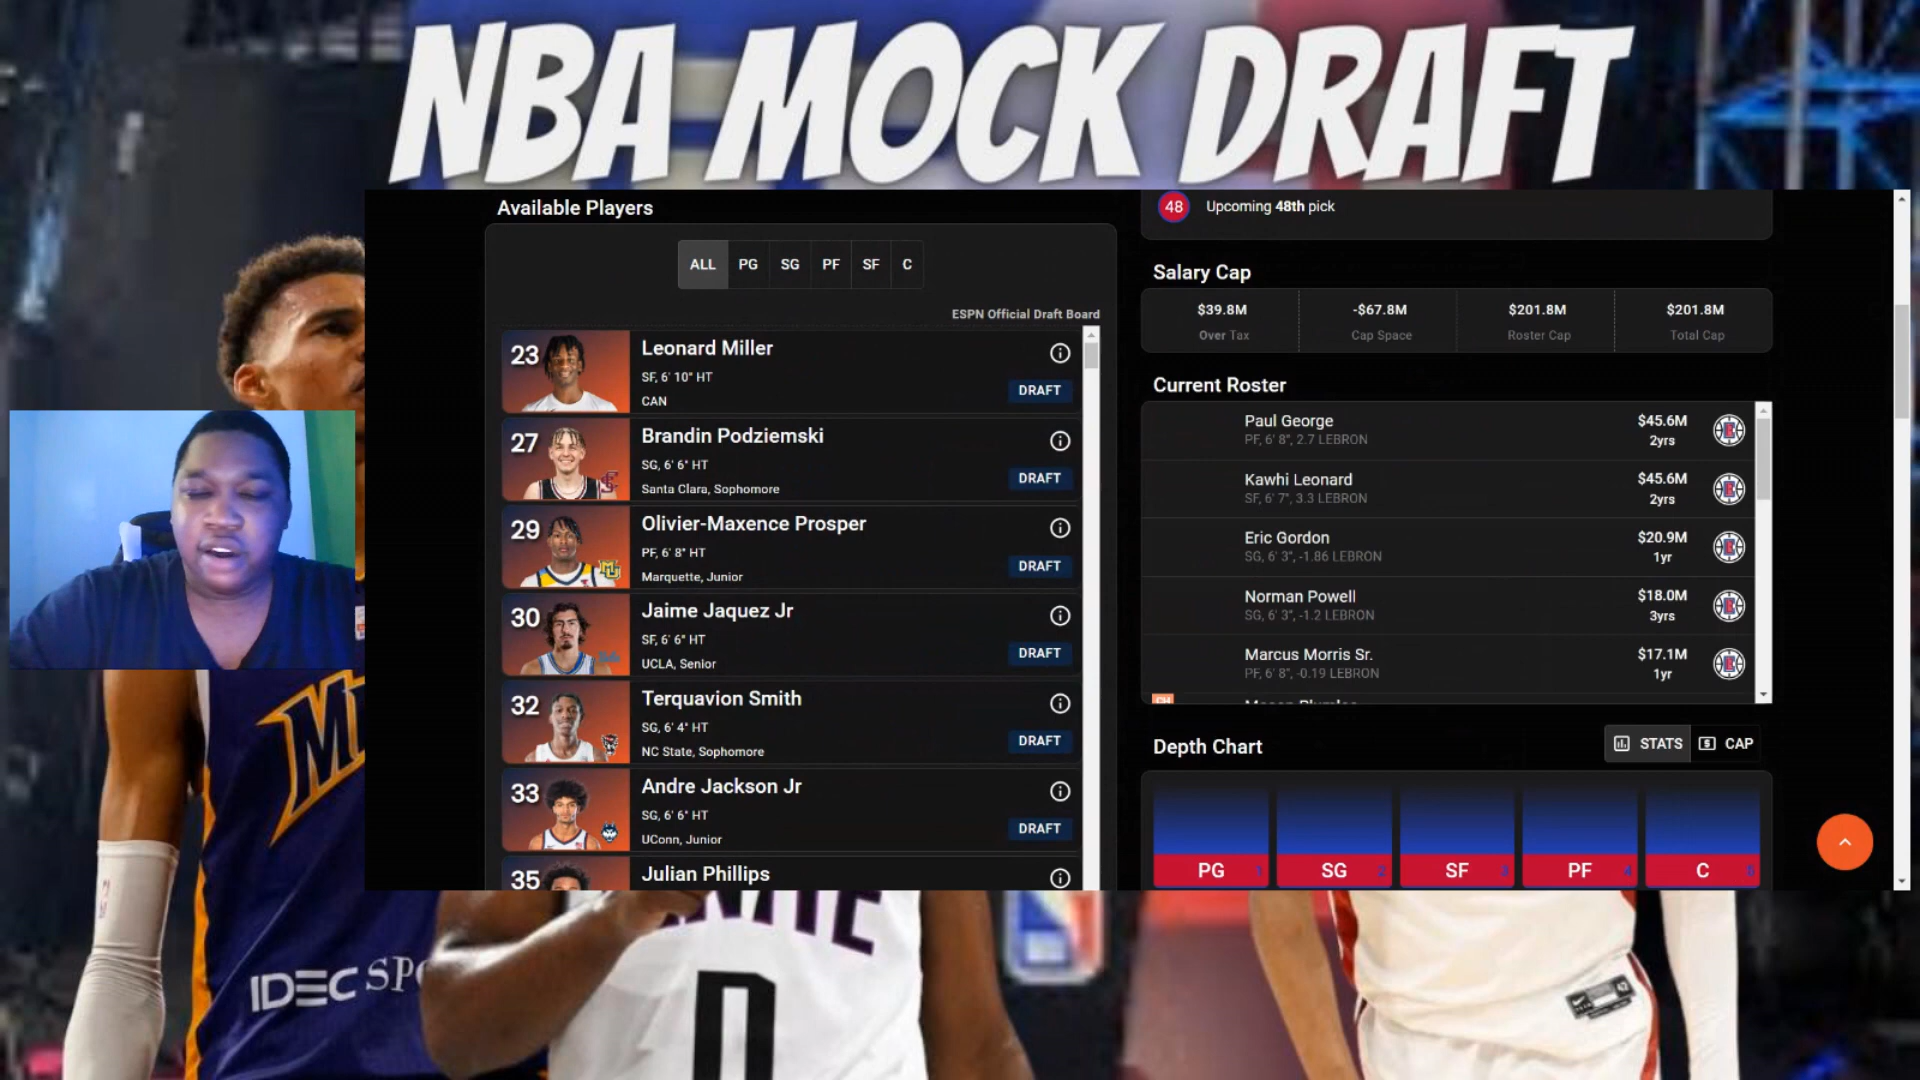 NBA MOCK DRAFT
Available Players
ALL PG SG PF SF C
ESPN Official Draft Board
23
Leonard Miller
SF, 6' 10" HT
CAN
DRAFT
27
Brandin Podziemski
SG, 6' 6" HT
Santa Clara, Sophomore
DRAFT
29
Olivier-Maxence Prosper
PF, 6' 8" HT
Marquette, Junior
DRAFT
30
Jaime Jaquez Jr
SF, 6' 6" HT
UCLA, Senior
DRAFT
32
Terquavion Smith
SG, 6' 4" HT
NC State, Sophomore
DRAFT
33
Andre Jackson Jr
SG, 6' 6" HT
UConn, Junior
DRAFT
35
Julian Phillips
48 Upcoming 48th pick
Salary Cap
$39.8M -$67.8M $201.8M $201.8M
Over Tax Cap Space Roster Cap Total Cap
Current Roster
Paul George $45.6M
PF, 6' 8", 2.7 LEBRON 2yrs
Kawhi Leonard $45.6M
SF, 6' 7", 3.3 LEBRON 2yrs
Eric Gordon $20.9M
SG, 6' 3", -1.86 LEBRON 1yr
Norman Powell $18.0M
SG, 6' 3", -1.2 LEBRON 3yrs
Marcus Morris Sr. $17.1M
PF, 6' 8", -0.19 LEBRON 1yr
Depth Chart STATS CAP
PG 1 SG 2 SF 3 PF 4 C 5
IDEC SPO
0